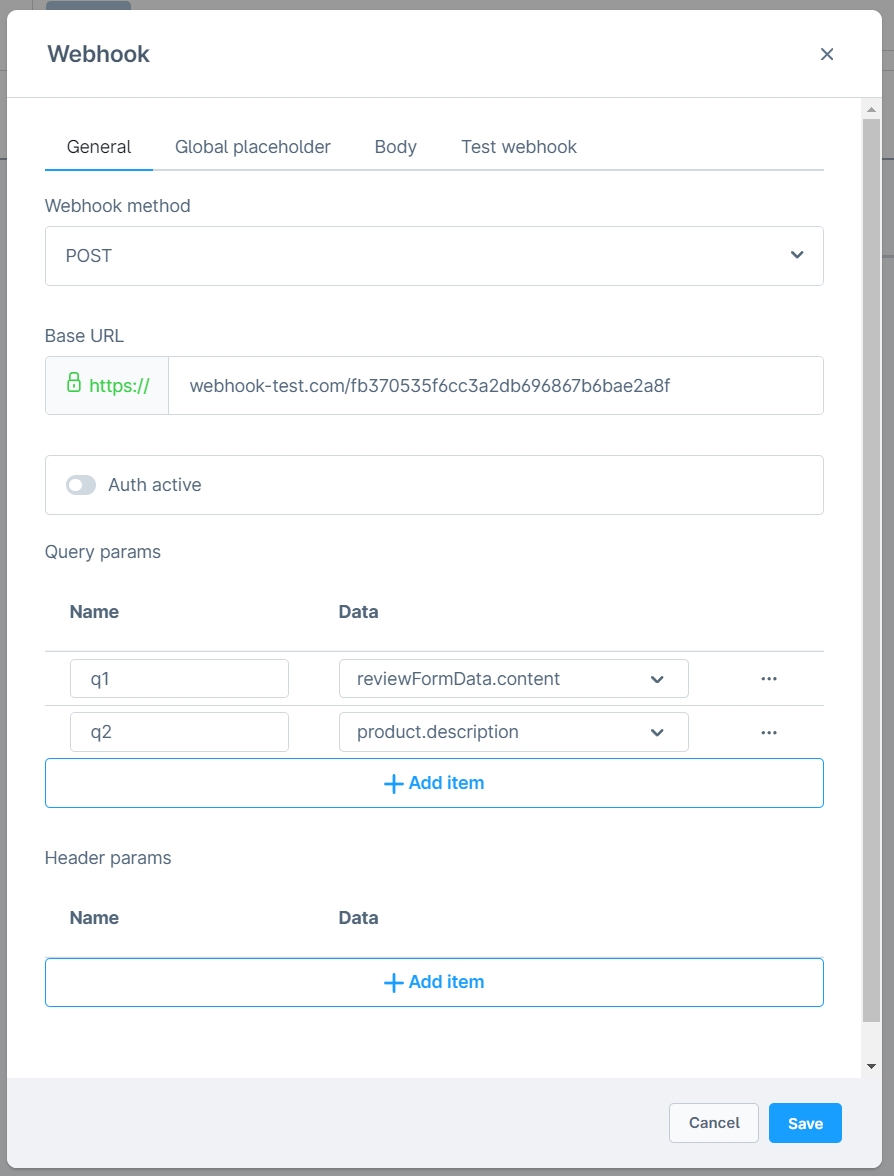 Webhook
General Global placeholder Body Test webhook
Webhook method
POST
Base URL
https:// webhook-test.com/fb370535f6cc3a2db696867b6bae2a8f
Auth active
Query params
Name Data
q1 reviewFormData.content
q2 product.description
Add item
Header params
Name Data
Add item
Cancel Save